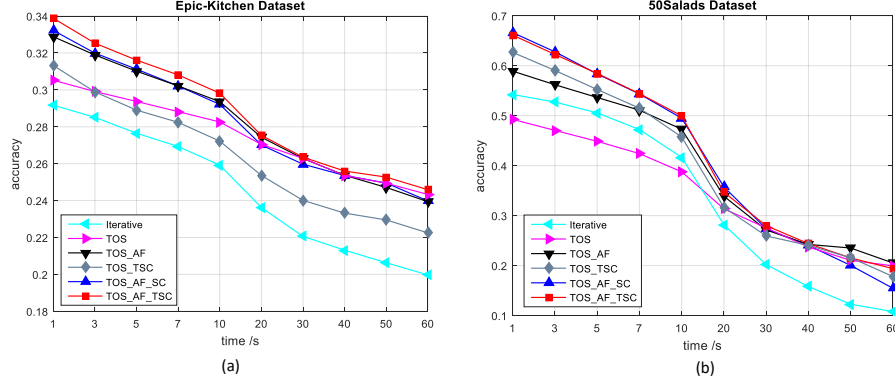 Epic-Kitchen Dataset
0.34
0.32
0.3
0.28
0.26
0.24
0.22
0.2
0.18
accuracy
Iterative
TOS
TOS_AF
TOS_TSC
TOS_AF_SC
TOS_AF_TSC
1 3 5 7 10 20 30 40 50 60
time /s
(a)
50Salads Dataset
0.7
0.6
0.5
0.4
0.3
0.2
0.1
accuracy
Iterative
TOS
TOS_AF
TOS_TSC
TOS_AF_SC
TOS_AF_TSC
1 3 5 7 10 20 30 40 50 60
time /s
(b)